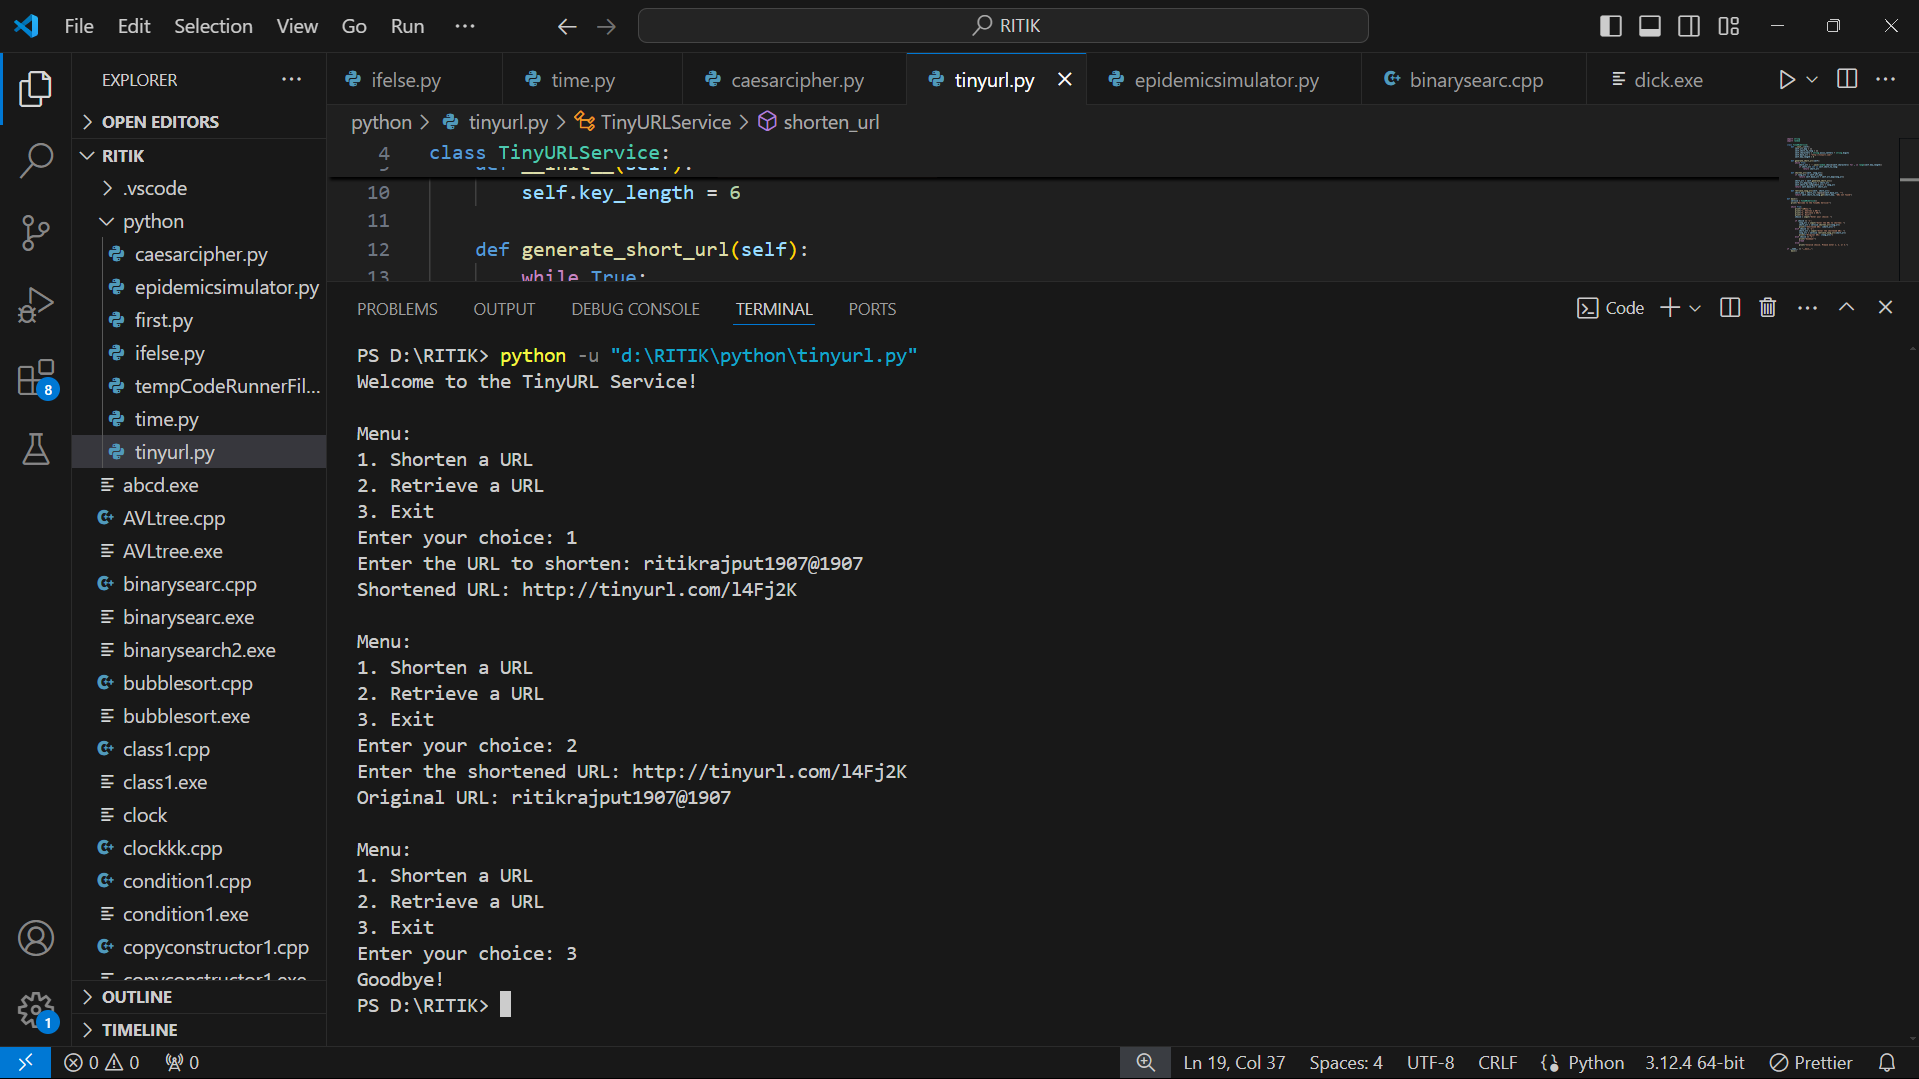 File Edit Selection View Go Run ··· RITIK
EXPLORER ···
OPEN EDITORS
RITIK
.vscode
python
caesarcipher.py
epidemicsimulator.py
first.py
ifelse.py
tempCodeRunnerFil...
time.py
tinyurl.py
abcd.exe
AVLtree.cpp
AVLtree.exe
binarysearc.cpp
binarysearc.exe
binarysearch2.exe
bubblesort.cpp
bubblesort.exe
class1.cpp
class1.exe
clock
clockkk.cpp
condition1.cpp
condition1.exe
copyconstructor1.cpp
copyconstructor1.exe
OUTLINE
TIMELINE
8
1
ifelse.py time.py caesarcipher.py tinyurl.py epidemicsimulator.py binarysearc.cpp dick.exe
python > tinyurl.py > TinyURLService > shorten_url
4 class TinyURLService:
9 def __init__(self):
10 self.key_length = 6
11
12 def generate_short_url(self):
13 while True:
PROBLEMS OUTPUT DEBUG CONSOLE TERMINAL PORTS Code
PS D:\RITIK> python -u "d:\RITIK\python\tinyurl.py"
Welcome to the TinyURL Service!
Menu:
1. Shorten a URL
2. Retrieve a URL
3. Exit
Enter your choice: 1
Enter the URL to shorten: ritikrajput1907@1907
Shortened URL: http://tinyurl.com/l4Fj2K
Menu:
1. Shorten a URL
2. Retrieve a URL
3. Exit
Enter your choice: 2
Enter the shortened URL: http://tinyurl.com/l4Fj2K
Original URL: ritikrajput1907@1907
Menu:
1. Shorten a URL
2. Retrieve a URL
3. Exit
Enter your choice: 3
Goodbye!
PS D:\RITIK>
0 0 0 Ln 19, Col 37 Spaces: 4 UTF-8 CRLF Python 3.12.4 64-bit Prettier